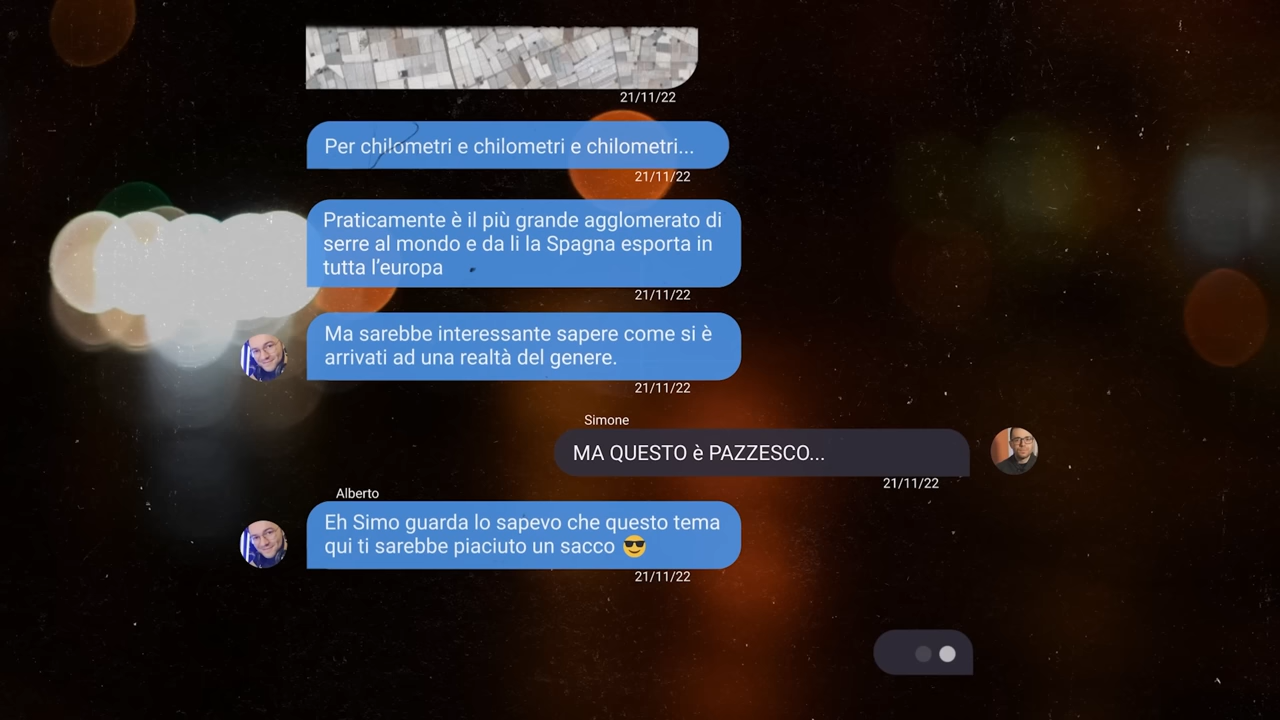 21/11/22
Per chilometri e chilometri e chilometri...
21/11/22
Praticamente è il più grande agglomerato di
serre al mondo e da li la Spagna esporta in
tutta l'europa
21/11/22
Ma sarebbe interessante sapere come si è
arrivati ad una realtà del genere.
21/11/22
Simone
MA QUESTO è PAZZESCO...
21/11/22
Alberto
Eh Simo guarda lo sapevo che questo tema
qui ti sarebbe piaciuto un sacco 😎
21/11/22